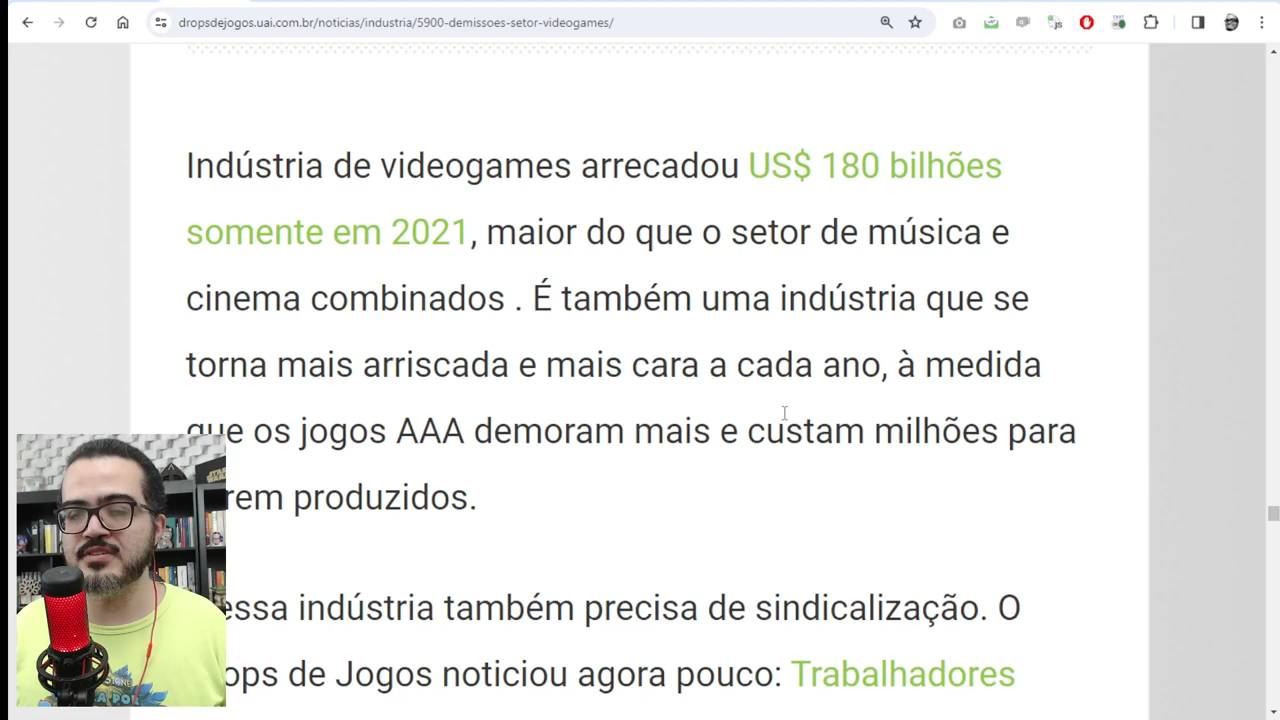 dropsdejogos.uai.com.br/noticias/industria/5900-demissoes-setor-videogames/
Indústria de videogames arrecadou US$ 180 bilhões
somente em 2021, maior do que o setor de música e
cinema combinados . É também uma indústria que se
torna mais arriscada e mais cara a cada ano, à medida
que os jogos AAA demoram mais e custam milhões para
rem produzidos.
essa indústria também precisa de sindicalização. O
ops de Jogos noticiou agora pouco: Trabalhadores